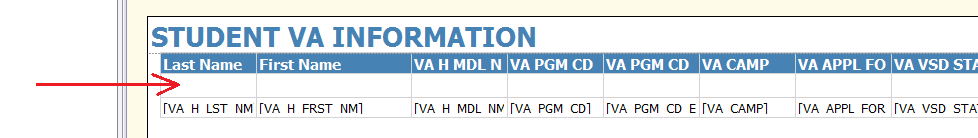 STUDENT VA INFORMATION
Last Name First Name VA H MDL N VA PGM CD VA PGM CD VA CAMP VA APPL FO VA VSD STA
[VA H LST NM [VA H FRST NM] [VA H MDL NM [VA PGM CD] [VA PGM CD E [VA CAMP] [VA APPL FOR [VA VSD STAT